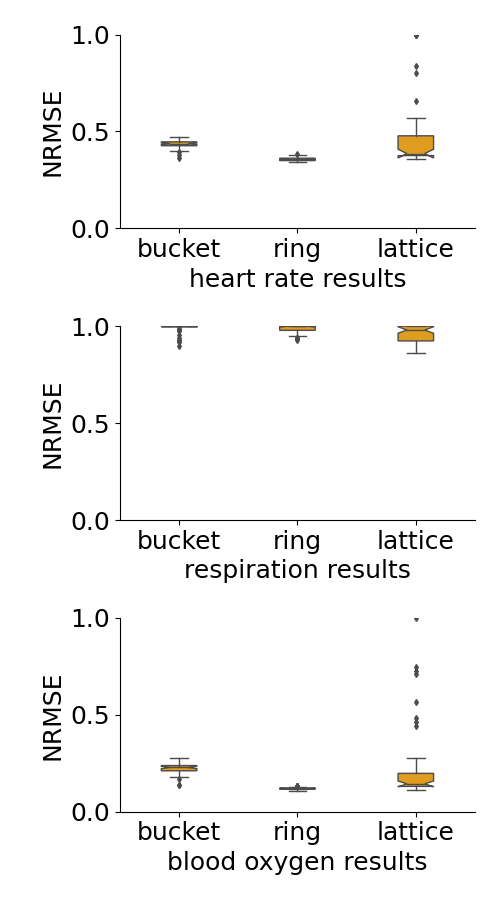 1.0
NRMSE
0.5
0.0
bucket ring lattice
heart rate results
1.0
NRMSE
0.5
0.0
bucket ring lattice
respiration results
1.0
NRMSE
0.5
0.0
bucket ring lattice
blood oxygen results